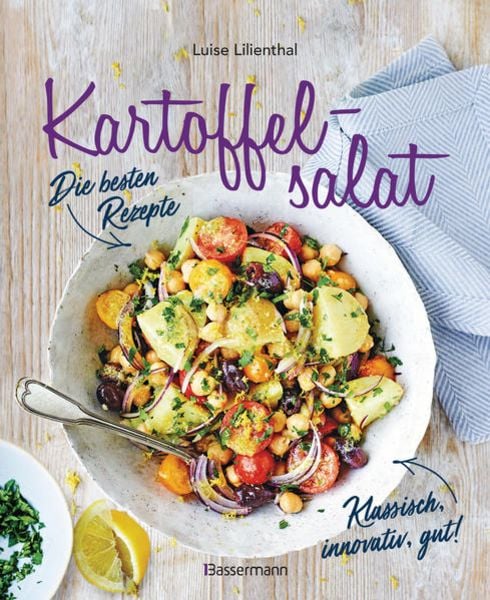 Luise Lilienthal
Kartoffel-
salat
Die besten
Rezepte
Klassisch,
innovativ, gut!
Bassermann